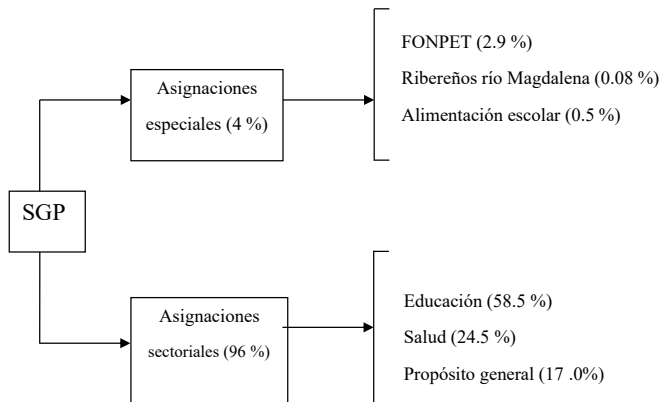 SGP
Asignaciones
especiales (4 %)
FONPET (2.9 %)
Ribereños río Magdalena (0.08 %)
Alimentación escolar (0.5 %)
Asignaciones
sectoriales (96 %)
Educación (58.5 %)
Salud (24.5 %)
Propósito general (17 .0%)